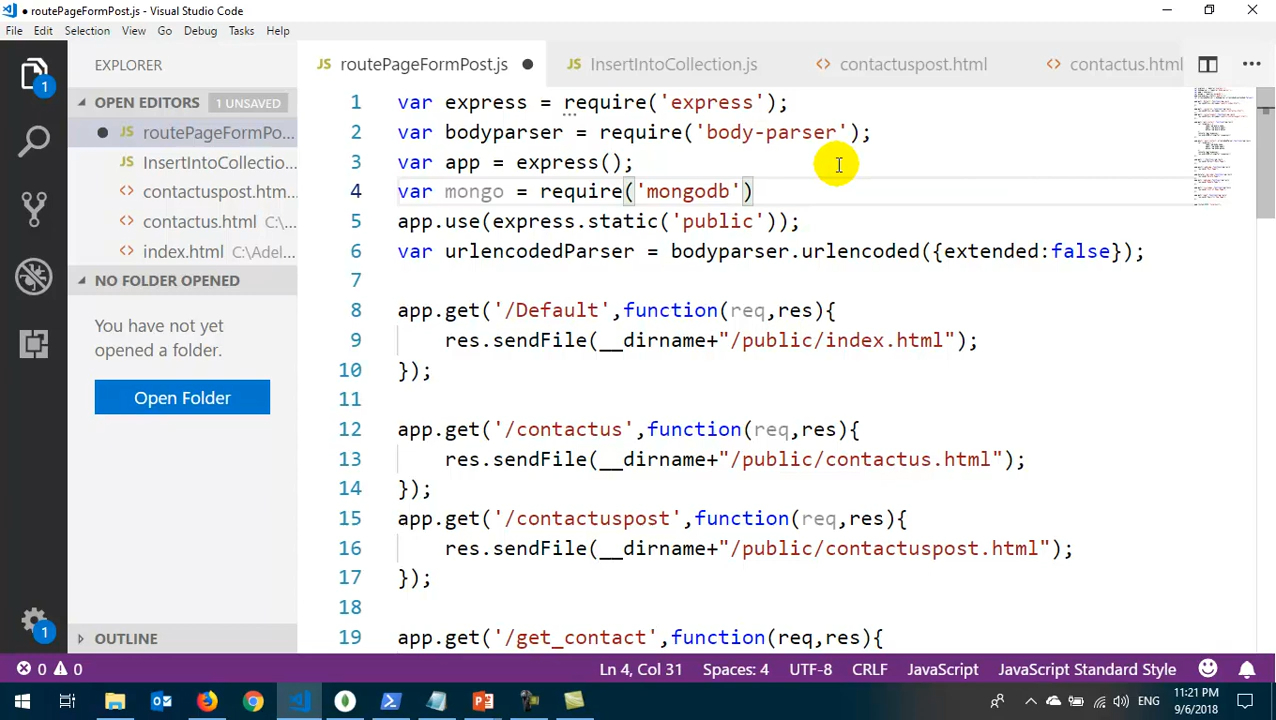 ● routePageFormPost.js - Visual Studio Code
File Edit Selection View Go Debug Tasks Help
EXPLORER
OPEN EDITORS 1 UNSAVED
● routePageFormPo...
JS InsertIntoCollectio...
<> contactuspost.htm...
<> contactus.html C:\...
<> index.html C:\Adel...
NO FOLDER OPENED
You have not yet
opened a folder.
Open Folder
OUTLINE
1
1
JS routePageFormPost.js ●
JS InsertIntoCollection.js
<> contactuspost.html
<> contactus.html
1 var express = require('express');
2 var bodyparser = require('body-parser');
3 var app = express();
4 var mongo = require('mongodb')
5 app.use(express.static('public'));
6 var urlencodedParser = bodyparser.urlencoded({extended:false});
7
8 app.get('/Default',function(req,res){
9 res.sendFile(__dirname+"/public/index.html");
10 });
11
12 app.get('/contactus',function(req,res){
13 res.sendFile(__dirname+"/public/contactus.html");
14 });
15 app.get('/contactuspost',function(req,res){
16 res.sendFile(__dirname+"/public/contactuspost.html");
17 });
18
19 app.get('/get_contact',function(req,res){
0 0 Ln 4, Col 31 Spaces: 4 UTF-8 CRLF JavaScript JavaScript Standard Style
ENG 11:21 PM
9/6/2018